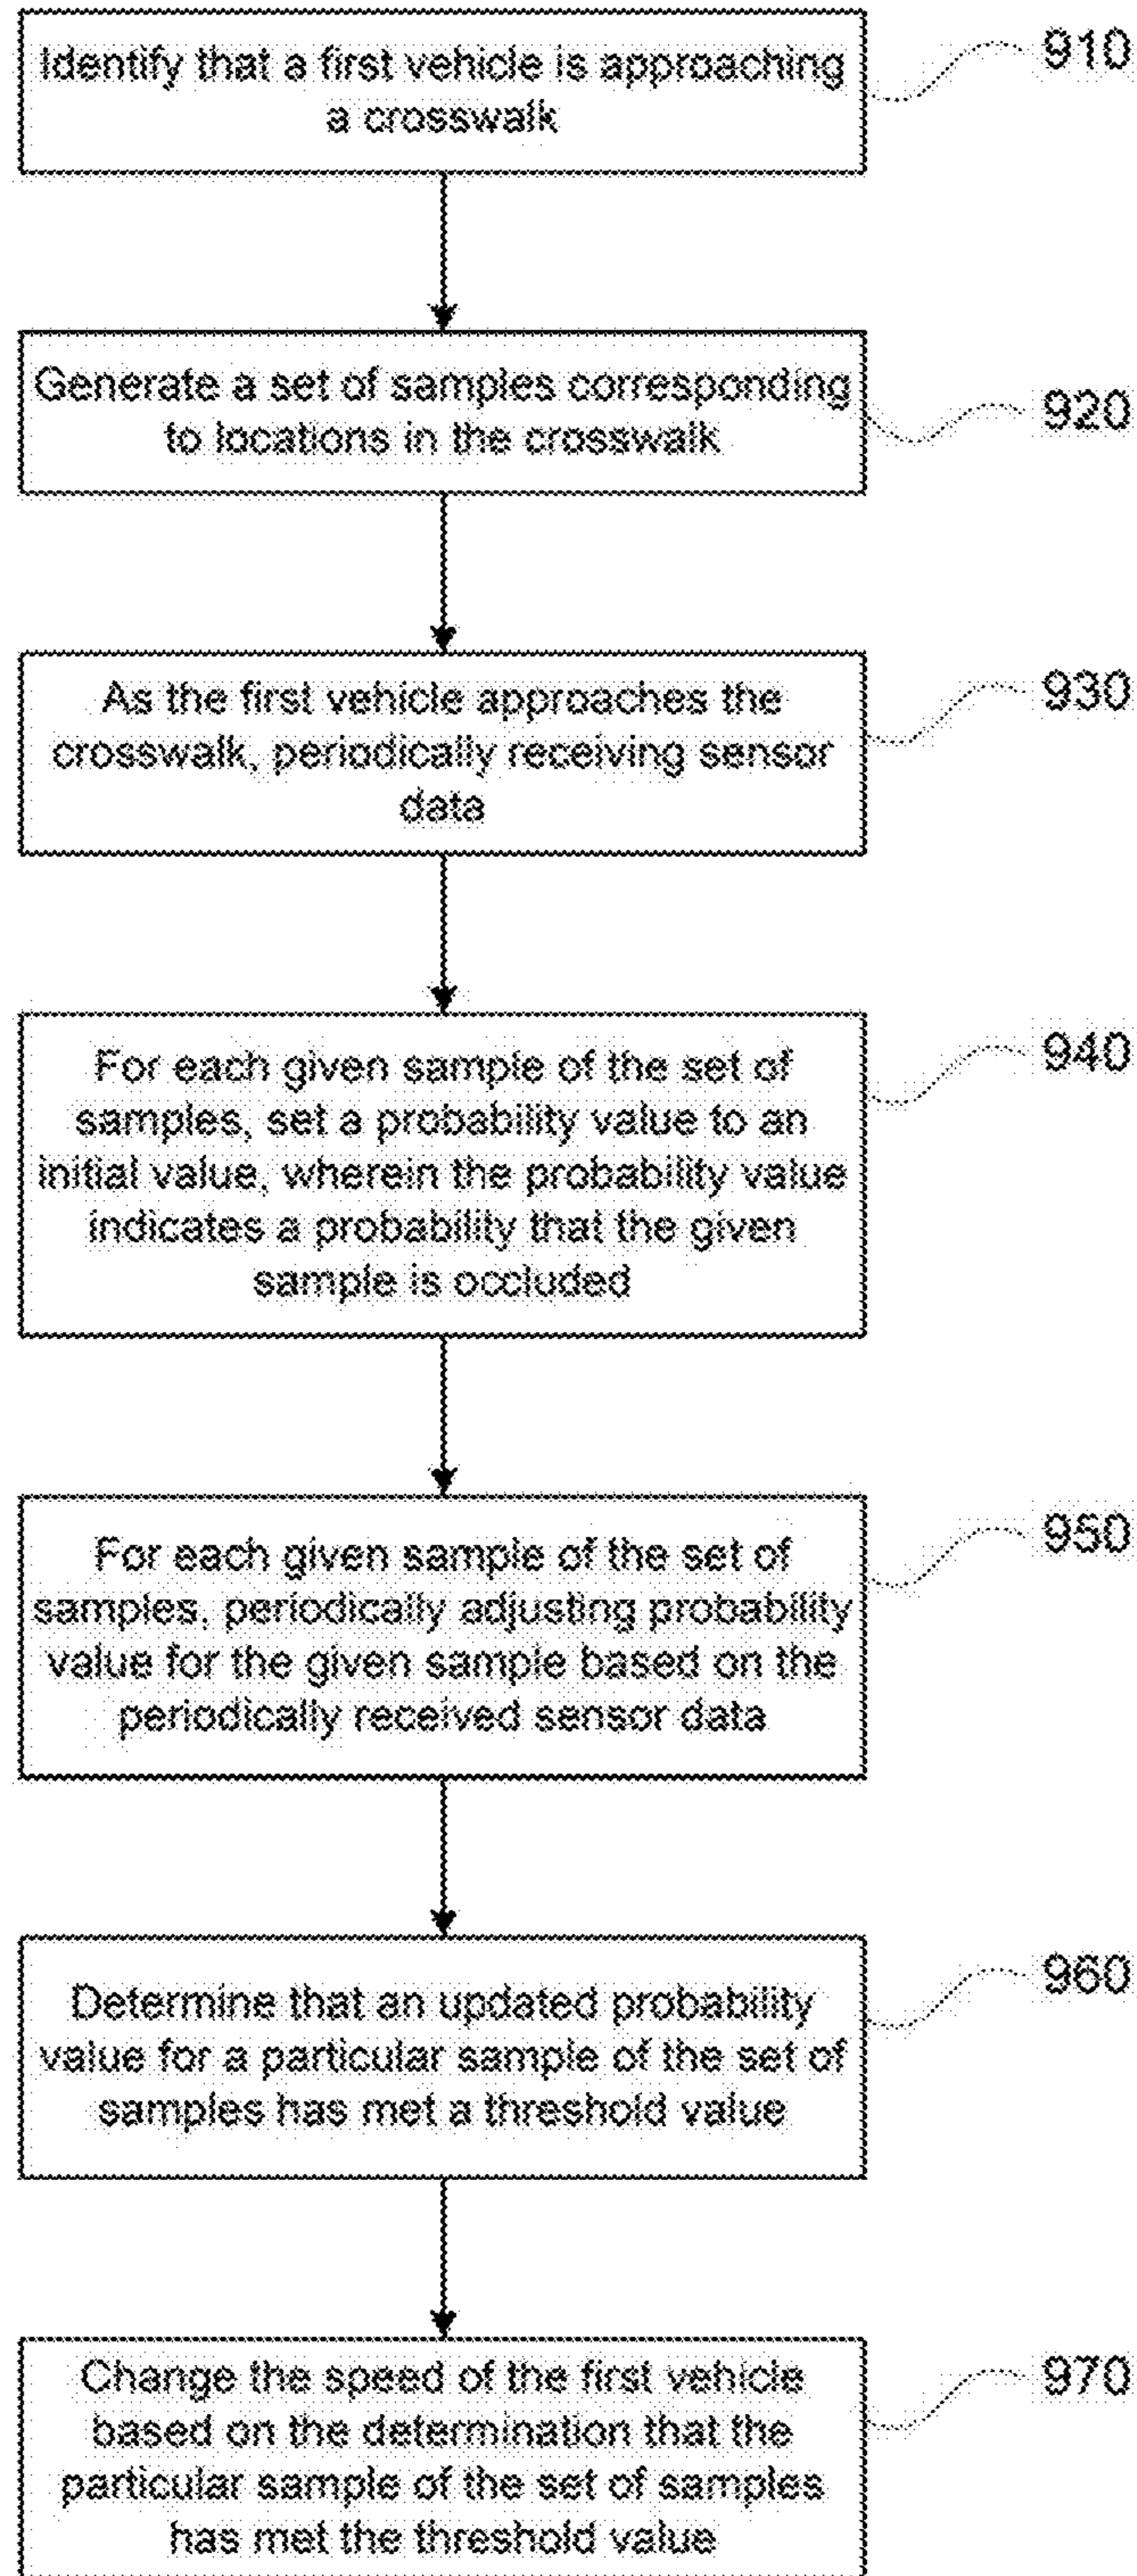 Identify that a first vehicle is approaching
a crosswalk
910
Generate a set of samples corresponding
to locations in the crosswalk
920
As the first vehicle approaches the
crosswalk, periodically receiving sensor
data
930
For each given sample of the set of
samples, set a probability value to an
initial value, wherein the probability value
indicates a probability that the given
sample is occluded
940
For each given sample of the set of
samples, periodically adjusting probability
value for the given sample based on the
periodically received sensor data
950
Determine that an updated probability
value for a particular sample of the set of
samples has met a threshold value
960
Change the speed of the first vehicle
based on the determination that the
particular sample of the set of samples
has met the threshold value
970